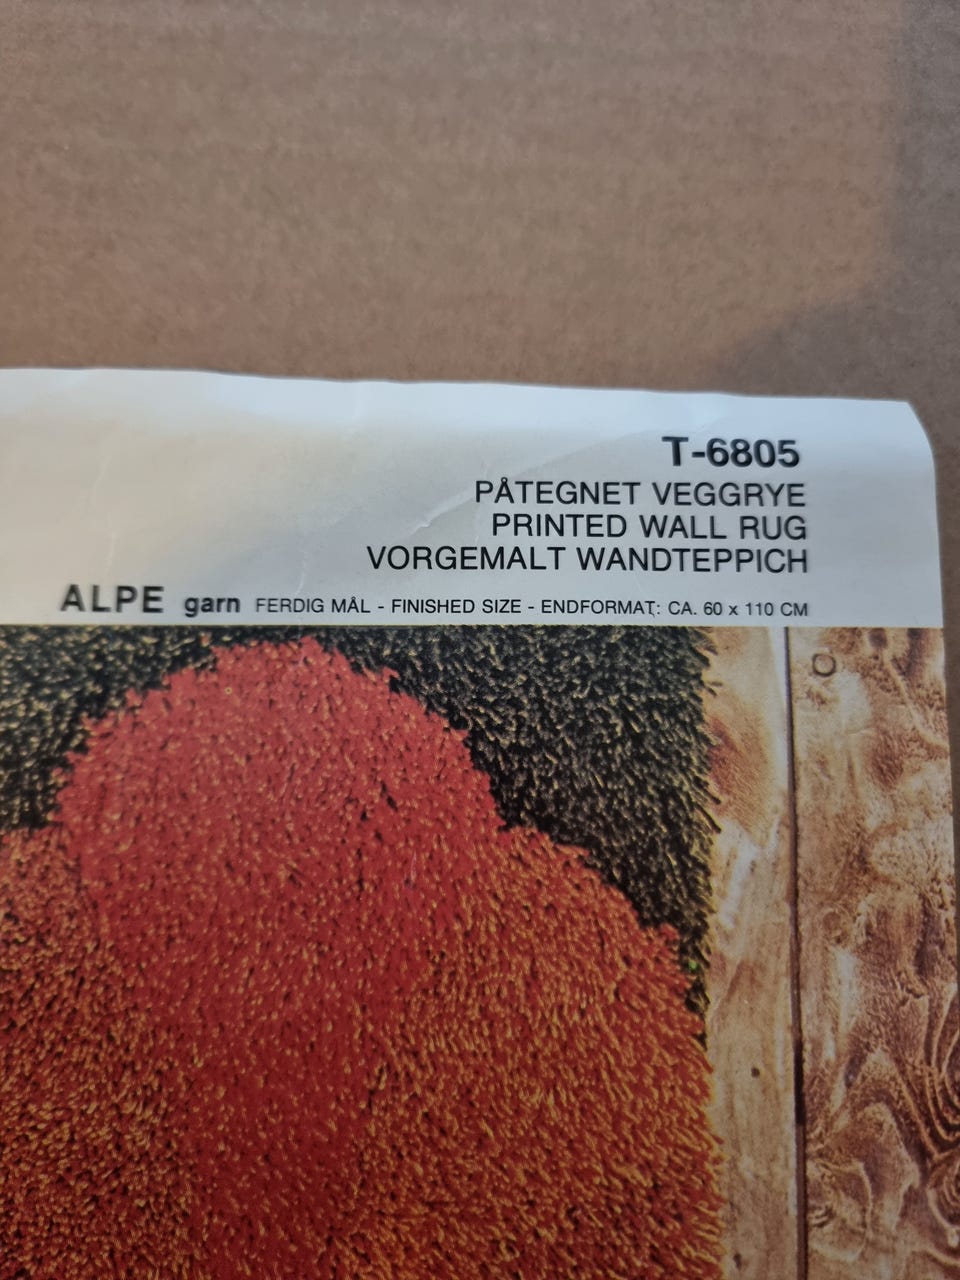 T-6805
PÅTEGNET VEGGRYE
PRINTED WALL RUG
VORGEMALT WANDTEPPICH
ALPE garn FERDIG MÅL - FINISHED SIZE - ENDFORMAT: CA. 60 x 110 CM